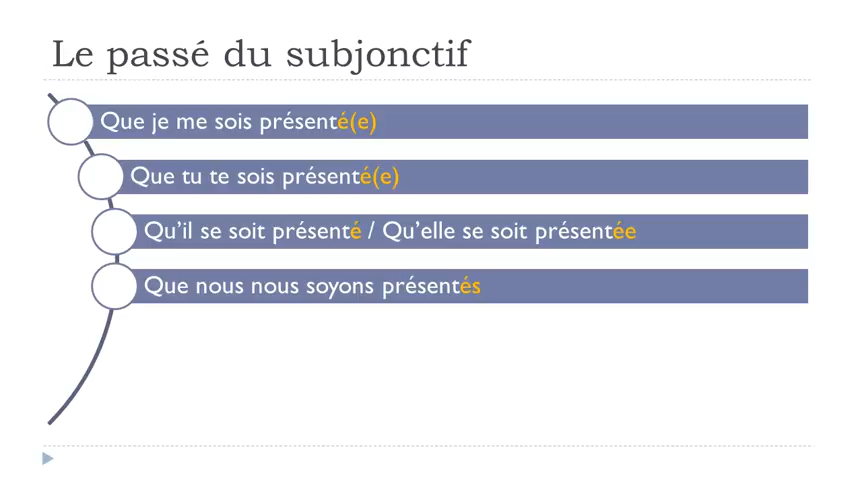 Le passé du subjonctif
Que je me sois présenté(e)
Que tu te sois présenté(e)
Qu’il se soit présenté / Qu’elle se soit présentée
Que nous nous soyons présentés